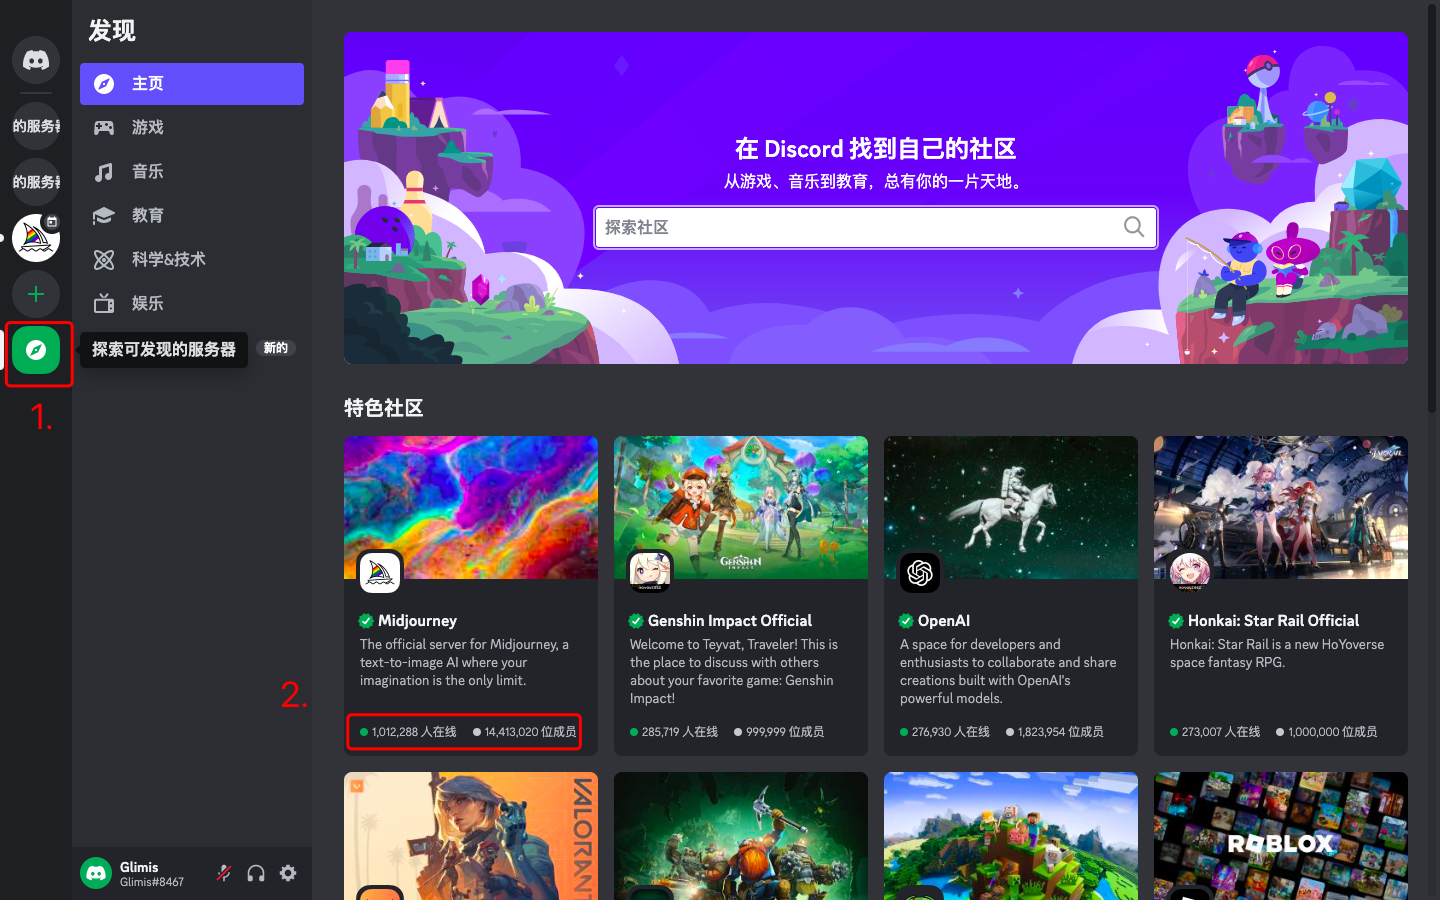 发现
主页
游戏
音乐
教育
科学&技术
娱乐
的服务器
的服务器
探索可发现的服务器
新的
1.
在 Discord 找到自己的社区
从游戏、音乐到教育，总有你的一片天地。
探索社区
特色社区
Midjourney
The official server for Midjourney, a
text-to-image AI where your
imagination is the only limit.
2.
1,012,288 人在线
14,413,020 位成员
GENSHIN
IMPACT
Genshin Impact Official
Welcome to Teyvat, Traveler! This is
the place to discuss with others
about your favorite game: Genshin
Impact!
285,719 人在线
999,999 位成员
OpenAI
A space for developers and
enthusiasts to collaborate and share
creations built with OpenAI's
powerful models.
276,930 人在线
1,823,954 位成员
Honkai: Star Rail Official
Honkai: Star Rail is a new HoYoverse
space fantasy RPG.
273,007 人在线
1,000,000 位成员
VALORANT
ROBLOX
Glimis
Glimis#8467